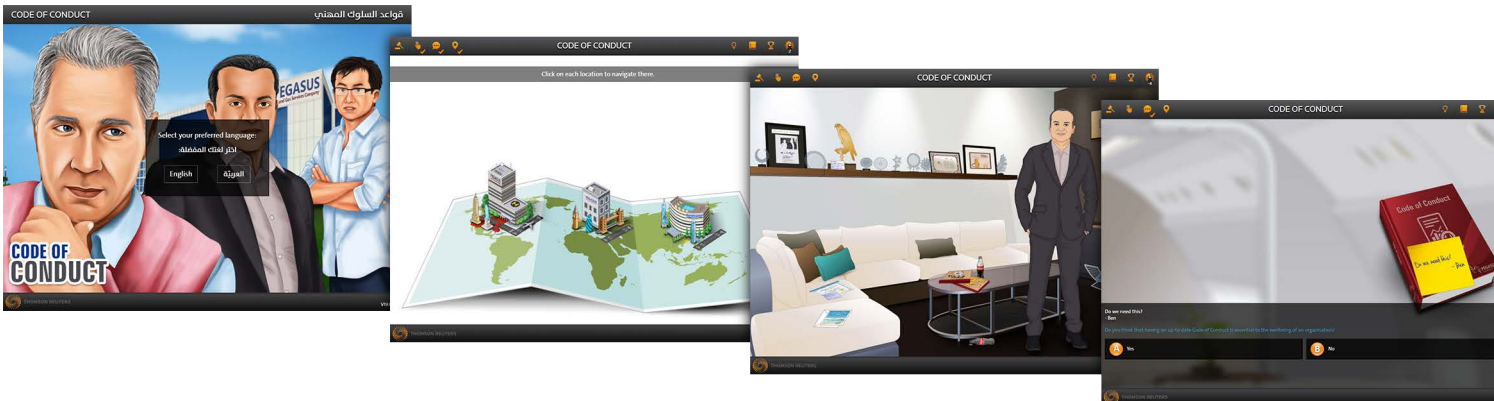 CODE OF CONDUCT
قواعد السلوك المهني
EGASUS
Select your preferred language:
اختر لغتك المفضلة:
English
العربيّة
CODE OF
CONDUCT
THOMSON REUTERS
CODE OF CONDUCT
Click on each location to navigate there.
THOMSON REUTERS
CODE OF CONDUCT
THOMSON REUTERS
CODE OF CONDUCT
Code of Conduct
Do we need this?
- Ben
Do we need this?
- Ben
Do you think that having an up-to-date Code of Conduct is essential to the wellbeing of an organisation?
A Yes
B No
THOMSON REUTERS